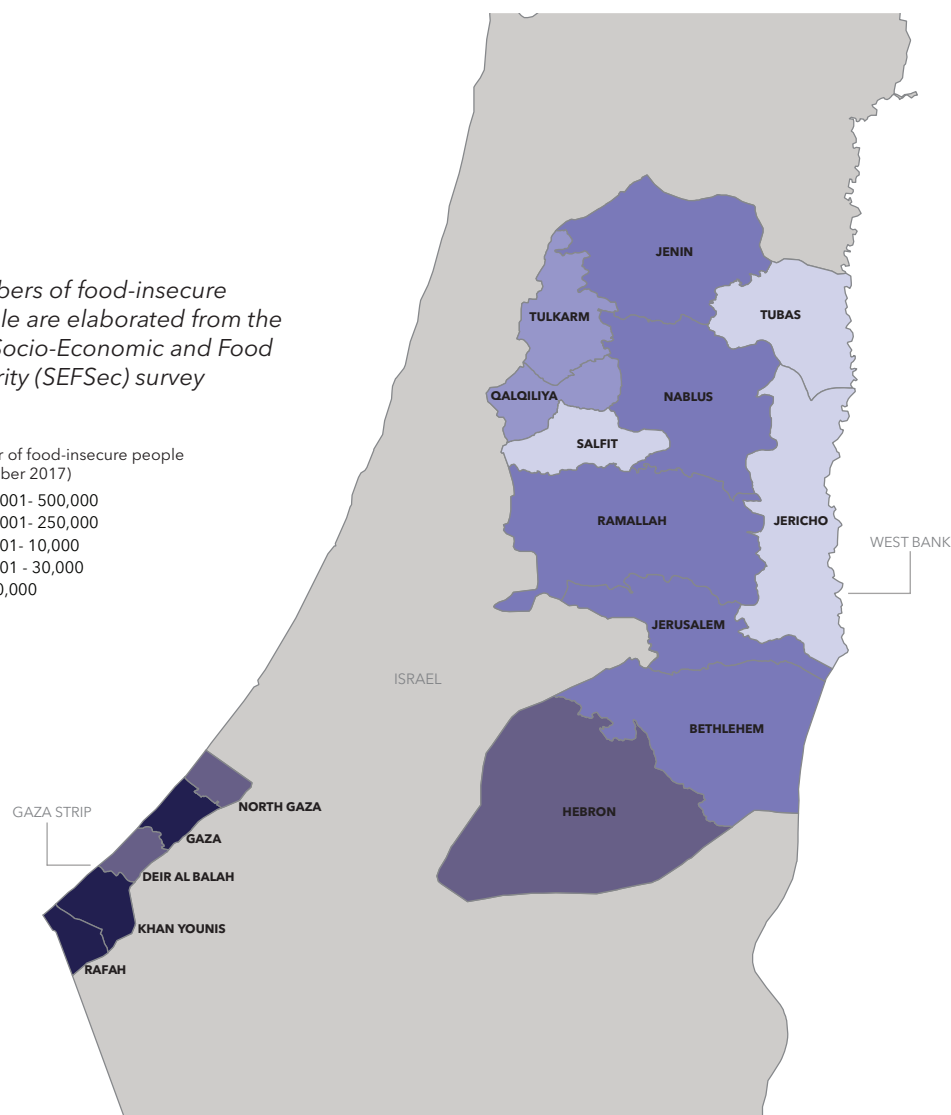 bers of food-insecure
le are elaborated from the
Socio-Economic and Food
rity (SEFSec) survey
r of food-insecure people
ber 2017)
001- 500,000
001- 250,000
01- 10,000
01 - 30,000
0,000
JENIN
TUBAS
TULKARM
QALQILIYA
NABLUS
SALFIT
RAMALLAH
JERICHO
WEST BANK
JERUSALEM
ISRAEL
BETHLEHEM
HEBRON
NORTH GAZA
GAZA STRIP
GAZA
DEIR AL BALAH
KHAN YOUNIS
RAFAH